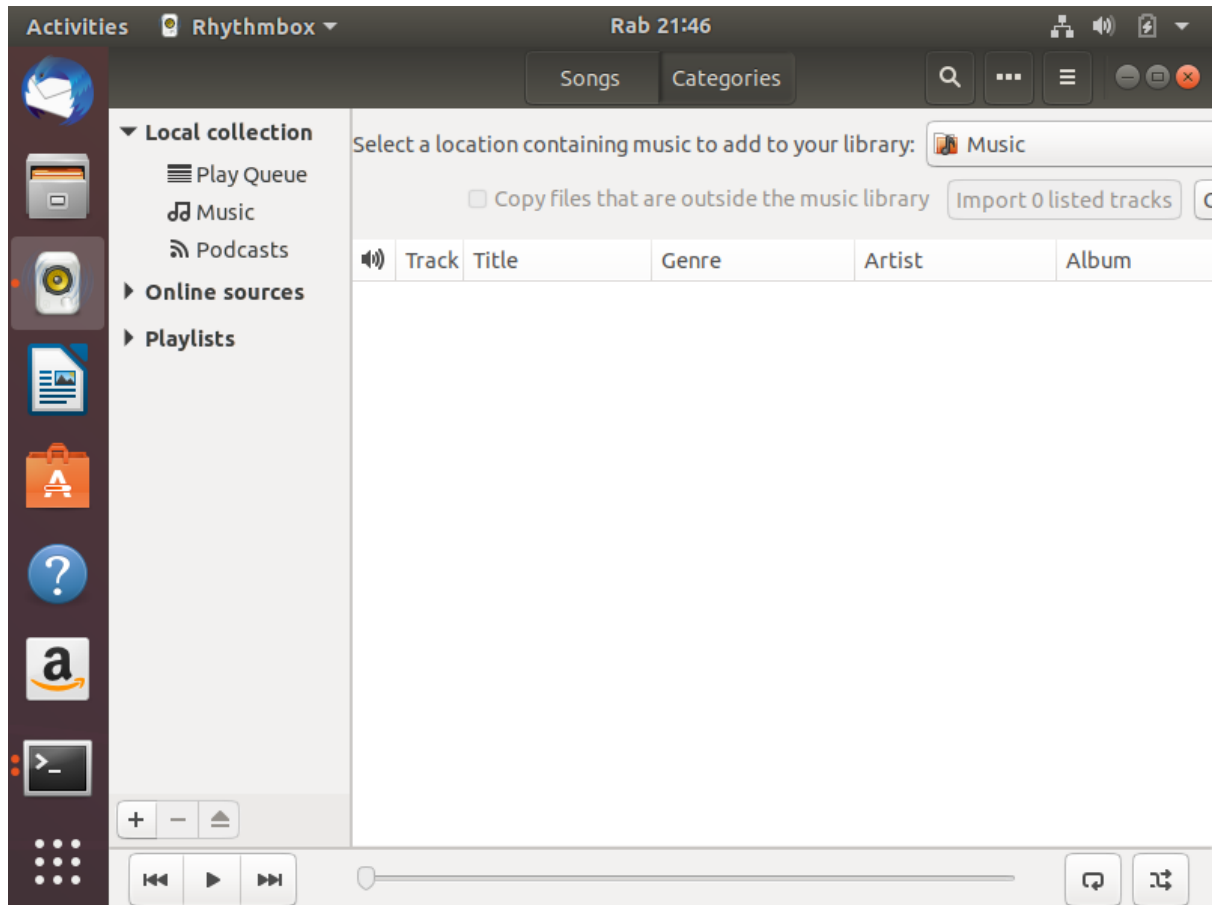 Activities Rhythmbox Rab 21:46
Songs Categories
Local collection
Play Queue
Music
Podcasts
Online sources
Playlists
Select a location containing music to add to your library: Music
Copy files that are outside the music library Import 0 listed tracks
Track Title Genre Artist Album